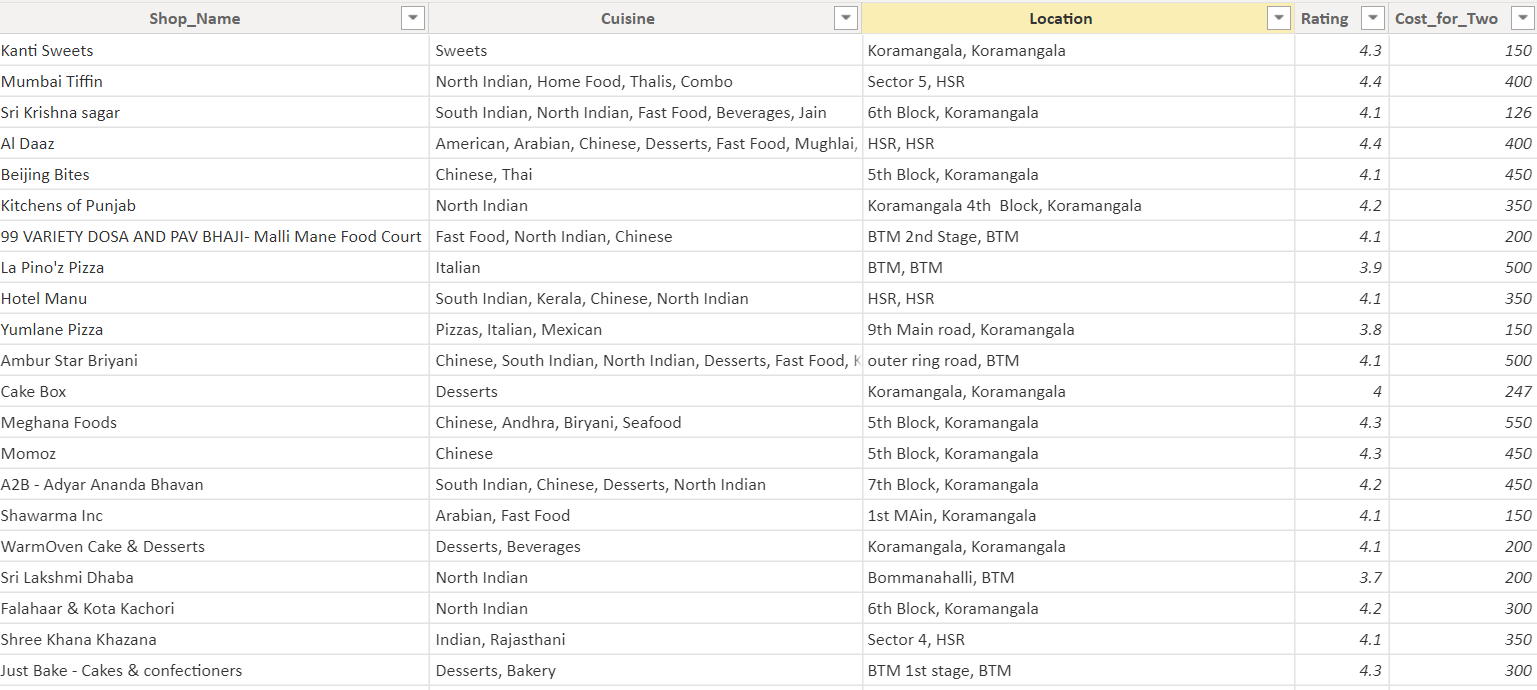 Shop_Name Cuisine Location Rating Cost_for_Two
Kanti Sweets Sweets Koramangala, Koramangala 4.3 150
Mumbai Tiffin North Indian, Home Food, Thalis, Combo Sector 5, HSR 4.4 400
Sri Krishna sagar South Indian, North Indian, Fast Food, Beverages, Jain 6th Block, Koramangala 4.1 126
Al Daaz American, Arabian, Chinese, Desserts, Fast Food, Mughlai, HSR, HSR 4.4 400
Beijing Bites Chinese, Thai 5th Block, Koramangala 4.1 450
Kitchens of Punjab North Indian Koramangala 4th  Block, Koramangala 4.2 350
99 VARIETY DOSA AND PAV BHAJI- Malli Mane Food Court Fast Food, North Indian, Chinese BTM 2nd Stage, BTM 4.1 200
La Pino'z Pizza Italian BTM, BTM 3.9 500
Hotel Manu South Indian, Kerala, Chinese, North Indian HSR, HSR 4.1 350
Yumlane Pizza Pizzas, Italian, Mexican 9th Main road, Koramangala 3.8 150
Ambur Star Briyani Chinese, South Indian, North Indian, Desserts, Fast Food, outer ring road, BTM 4.1 500
Cake Box Desserts Koramangala, Koramangala 4 247
Meghana Foods Chinese, Andhra, Biryani, Seafood 5th Block, Koramangala 4.3 550
Momoz Chinese 5th Block, Koramangala 4.3 450
A2B - Adyar Ananda Bhavan South Indian, Chinese, Desserts, North Indian 7th Block, Koramangala 4.2 450
Shawarma Inc Arabian, Fast Food 1st MAin, Koramangala 4.1 150
WarmOven Cake & Desserts Desserts, Beverages Koramangala, Koramangala 4.1 200
Sri Lakshmi Dhaba North Indian Bommanahalli, BTM 3.7 200
Falahaar & Kota Kachori North Indian 6th Block, Koramangala 4.2 300
Shree Khana Khazana Indian, Rajasthani Sector 4, HSR 4.1 350
Just Bake - Cakes & confectioners Desserts, Bakery BTM 1st stage, BTM 4.3 300